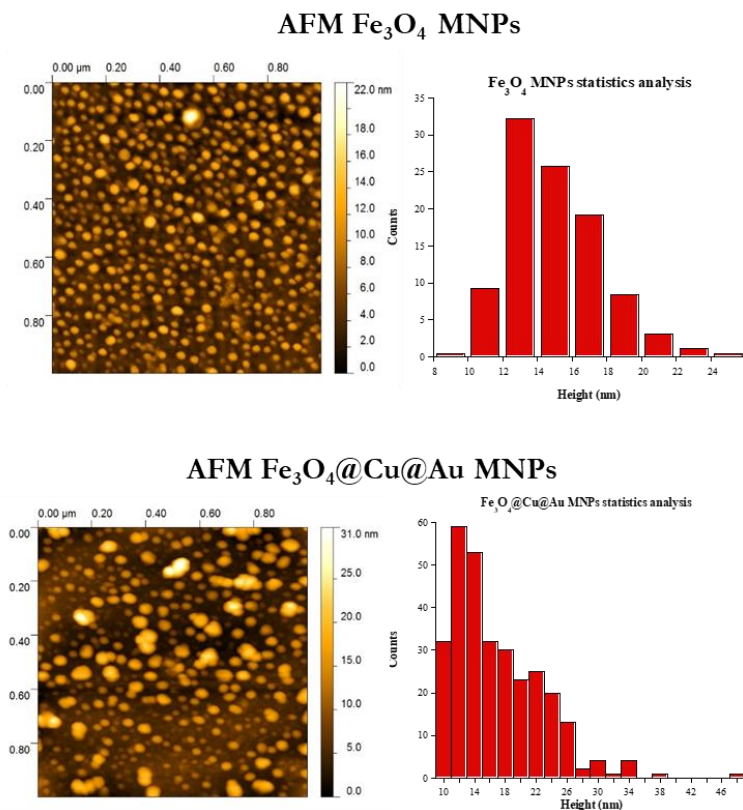 AFM Fe₃O₄ MNPs
0.00 µm 0.20 0.40 0.60 0.80
0.00
0.20
0.40
0.60
0.80
22.0 nm
18.0
16.0
14.0
12.0
10.0
8.0
6.0
4.0
2.0
0.0
Fe₃O₄ MNPs statistics analysis
Counts
35
30
25
20
15
10
5
0
8 10 12 14 16 18 20 22 24
Height (nm)
AFM Fe₃O₄@Cu@Au MNPs
0.00 µm 0.20 0.40 0.60 0.80
0.00
0.20
0.40
0.60
0.80
31.0 nm
25.0
20.0
15.0
10.0
5.0
0.0
Fe₃O₄@Cu@Au MNPs statistics analysis
Counts
60
50
40
30
20
10
0
10 14 18 22 26 30 34 38 42 46
Height (nm)